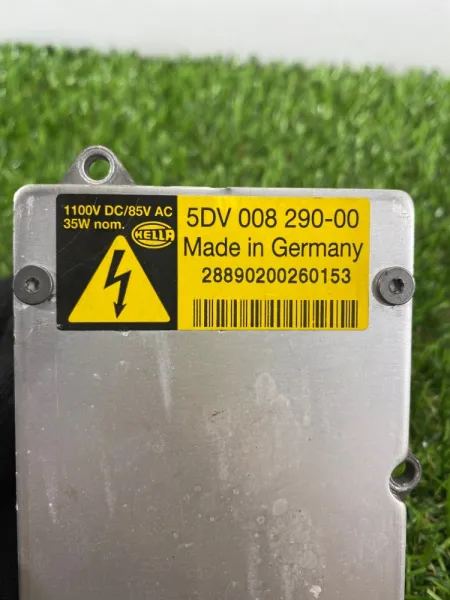 1100V DC/85V AC
35W nom.
HELLA
5DV 008 290-00
Made in Germany
28890200260153